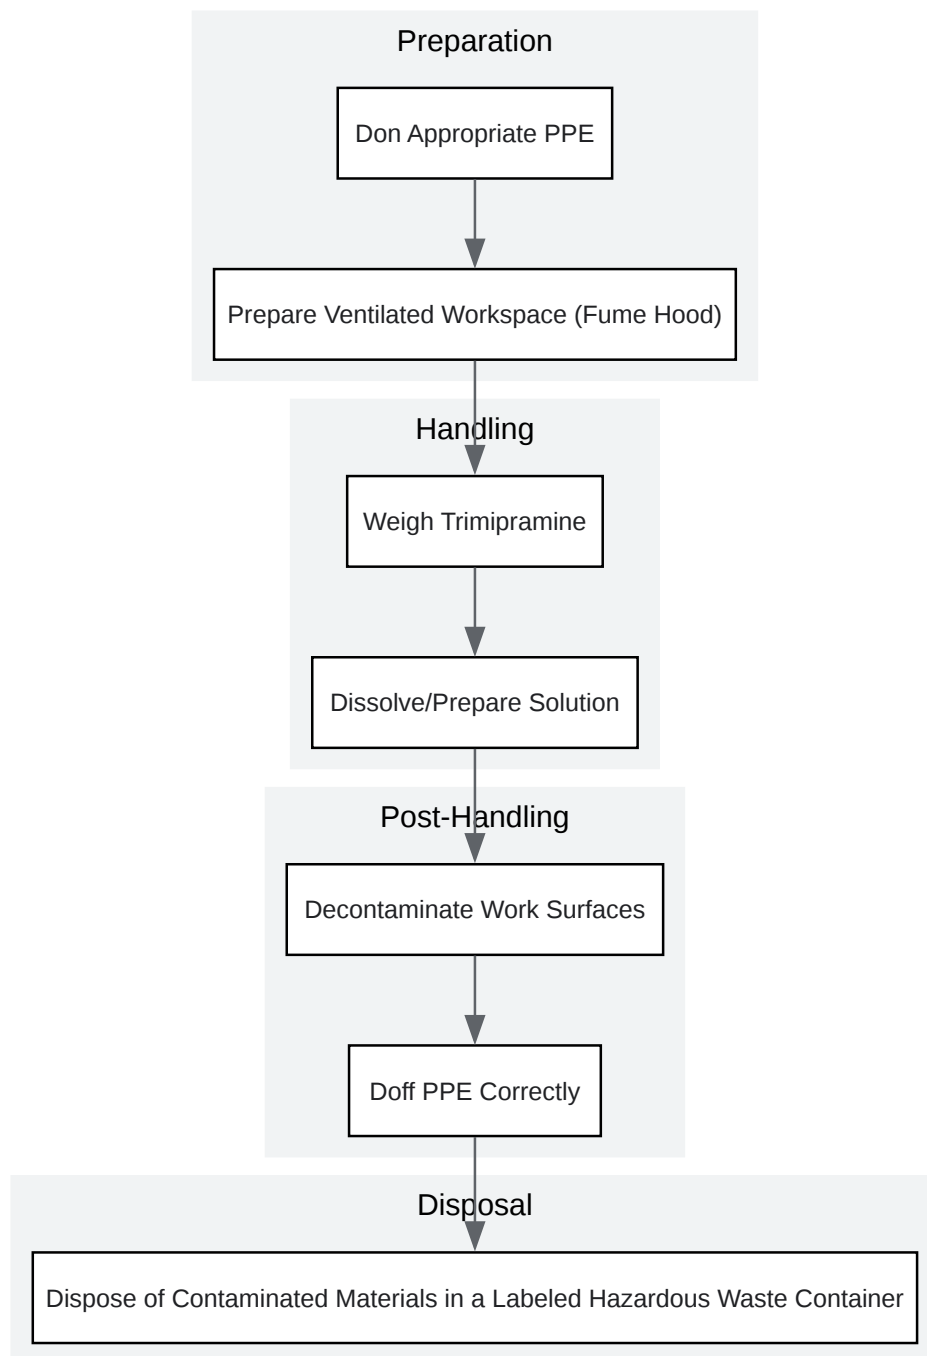 Preparation
Don Appropriate PPE
Prepare Ventilated Workspace (Fume Hood)
Handling
Weigh Trimipramine
Dissolve/Prepare Solution
Post-Handling
Decontaminate Work Surfaces
Doff PPE Correctly
Disposal
Dispose of Contaminated Materials in a Labeled Hazardous Waste Container